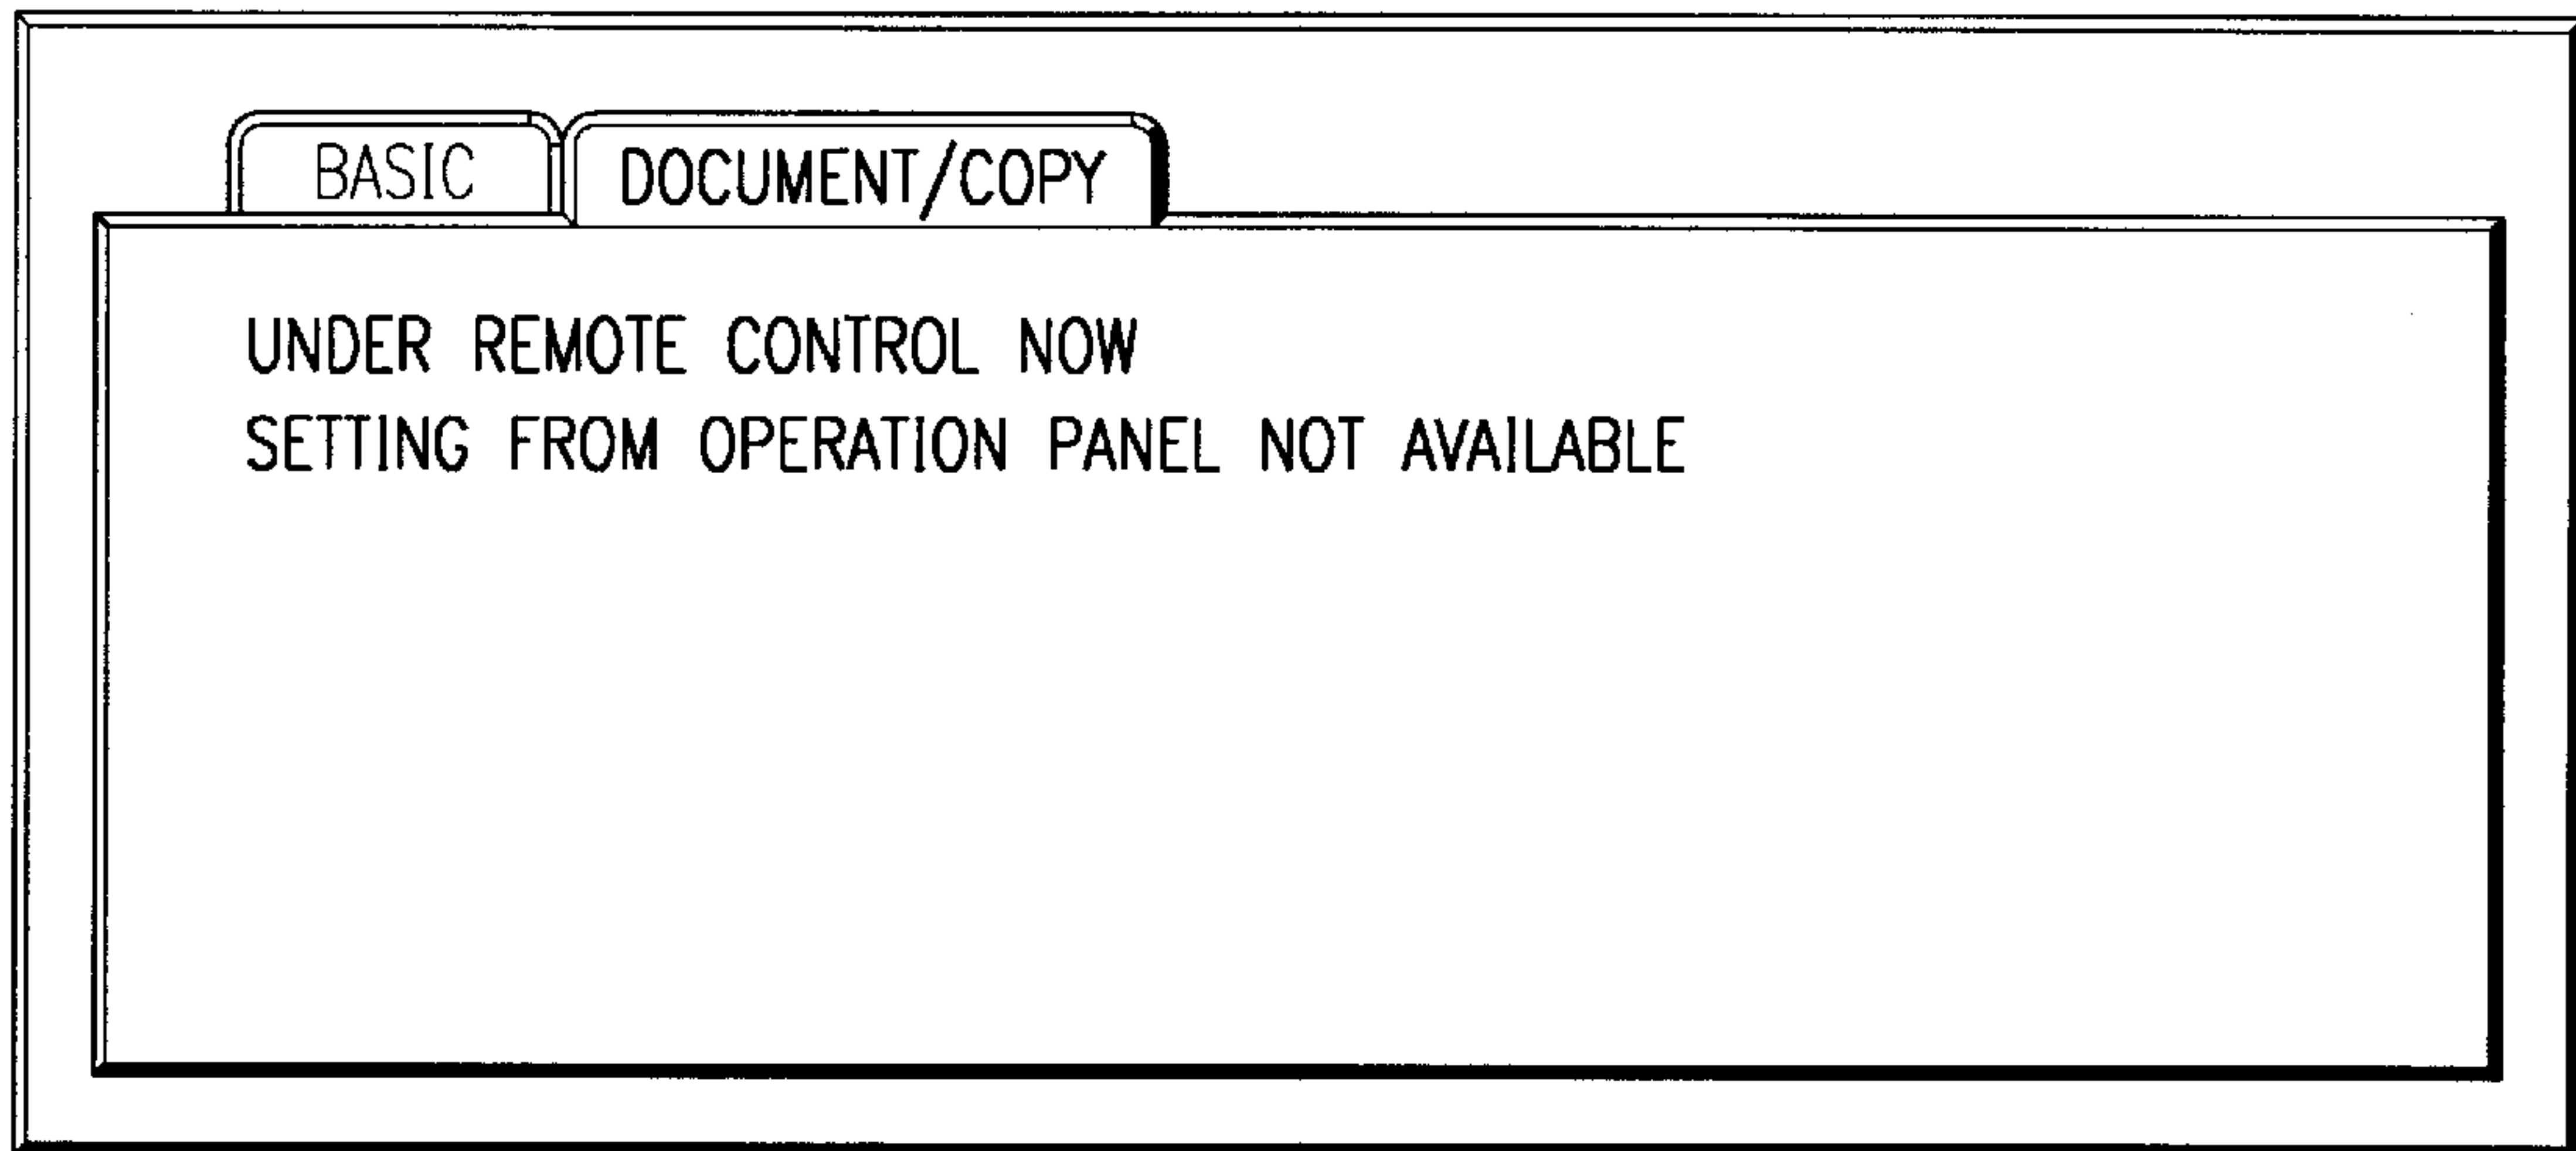 BASIC DOCUMENT/COPY
UNDER REMOTE CONTROL NOW
SETTING FROM OPERATION PANEL NOT AVAILABLE